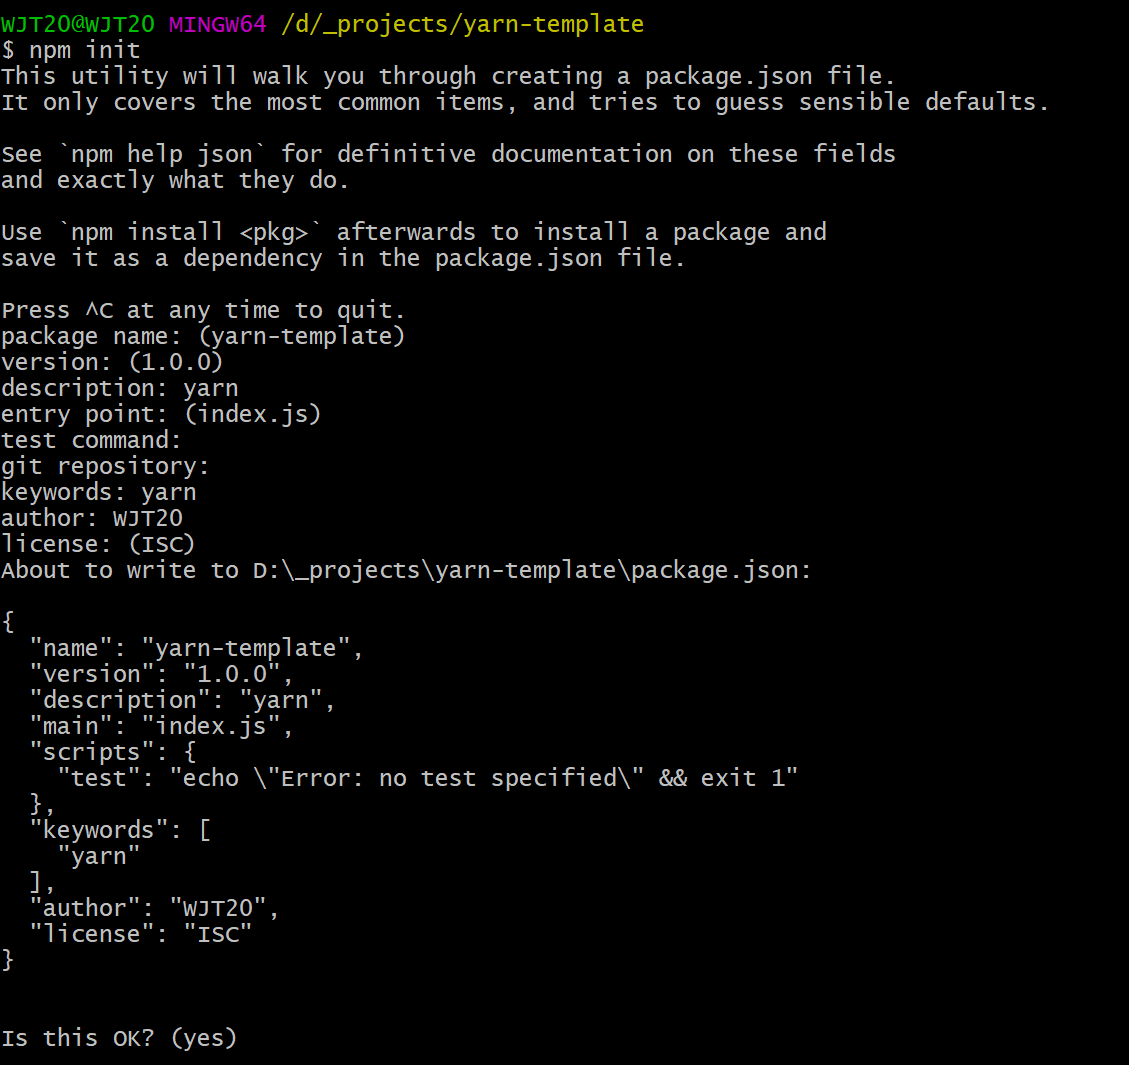 WJT20@WJT20 MINGW64 /d/_projects/yarn-template
$ npm init
This utility will walk you through creating a package.json file.
It only covers the most common items, and tries to guess sensible defaults.
See `npm help json` for definitive documentation on these fields
and exactly what they do.
Use `npm install <pkg>` afterwards to install a package and
save it as a dependency in the package.json file.
Press ^C at any time to quit.
package name: (yarn-template)
version: (1.0.0)
description: yarn
entry point: (index.js)
test command:
git repository:
keywords: yarn
author: WJT20
license: (ISC)
About to write to D:\_projects\yarn-template\package.json:
{
  "name": "yarn-template",
  "version": "1.0.0",
  "description": "yarn",
  "main": "index.js",
  "scripts": {
    "test": "echo \"Error: no test specified\" && exit 1"
  },
  "keywords": [
    "yarn"
  ],
  "author": "WJT20",
  "license": "ISC"
}
Is this OK? (yes)